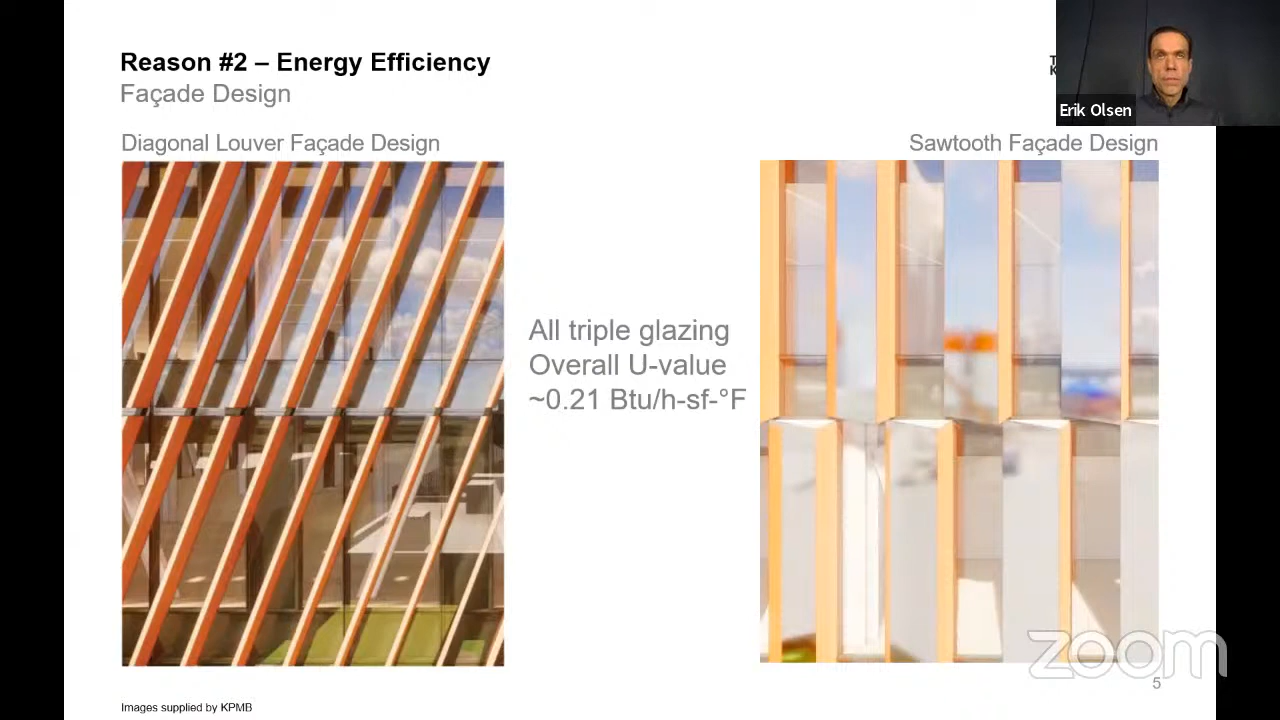 Reason #2 – Energy Efficiency
Façade Design
T
K
Erik Olsen
Diagonal Louver Façade Design
Sawtooth Façade Design
All triple glazing
Overall U-value
~0.21 Btu/h-sf-°F
zoom
5
Images supplied by KPMB